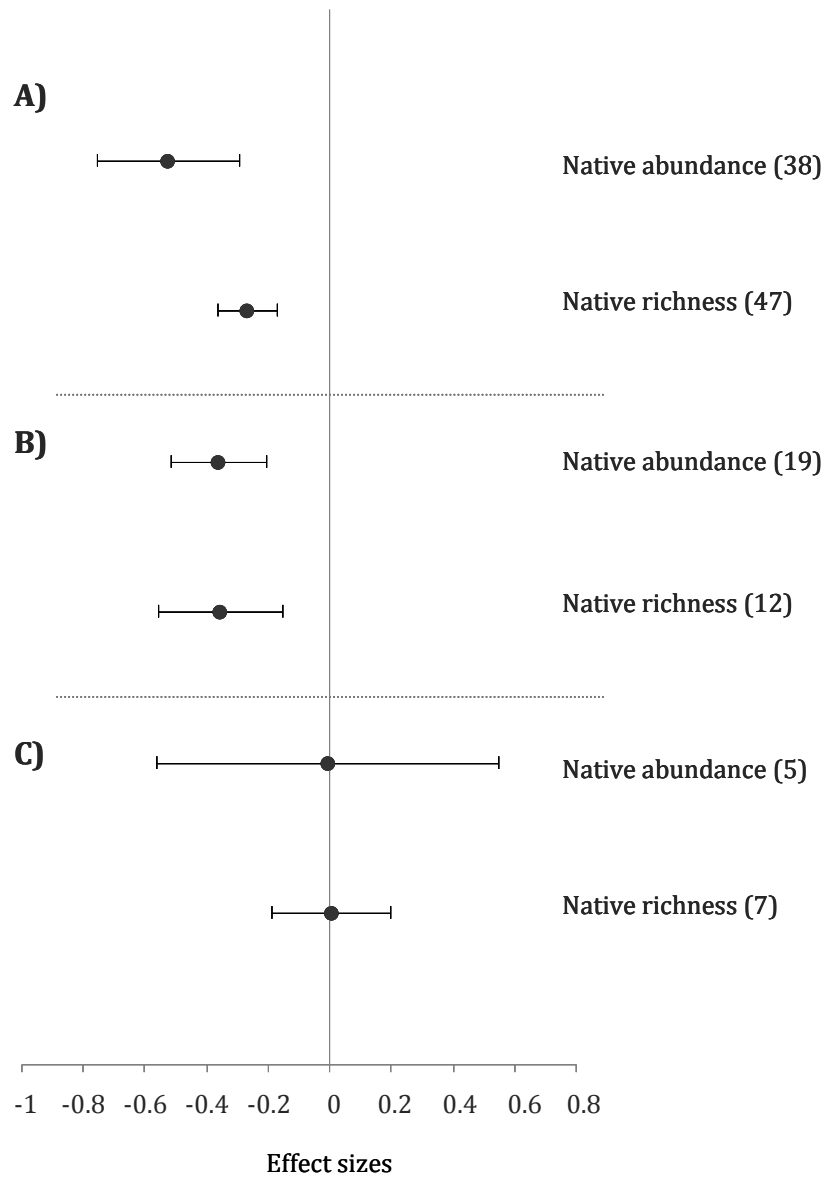 A)
Native abundance (38)
Native richness (47)
B)
Native abundance (19)
Native richness (12)
C)
Native abundance (5)
Native richness (7)
-1 -0.8 -0.6 -0.4 -0.2 0 0.2 0.4 0.6 0.8
Effect sizes